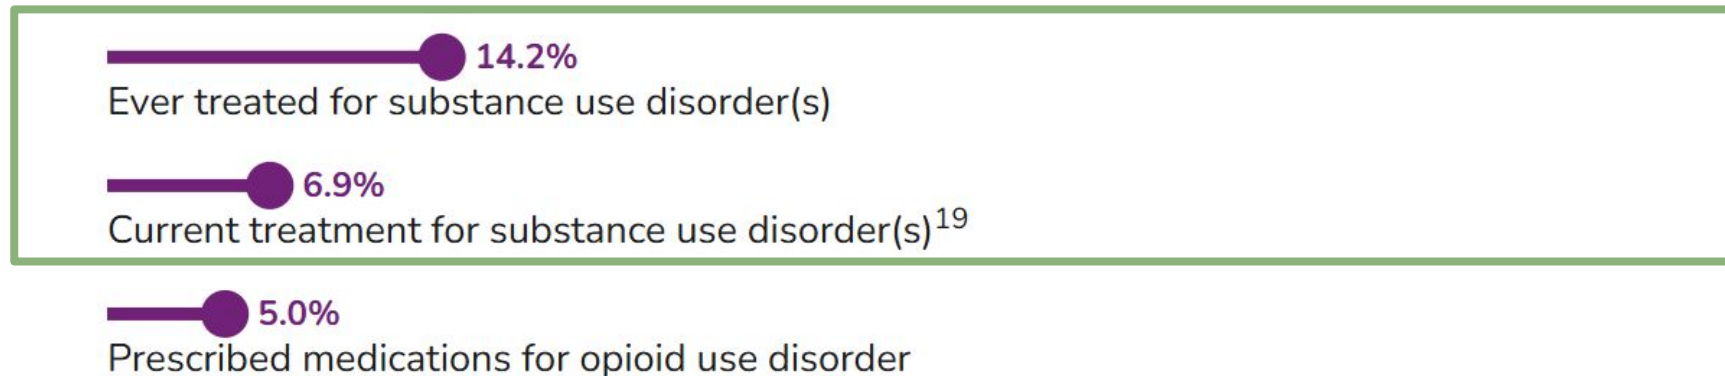 14.2%
Ever treated for substance use disorder(s)
6.9%
Current treatment for substance use disorder(s)19
5.0%
Prescribed medications for opioid use disorder